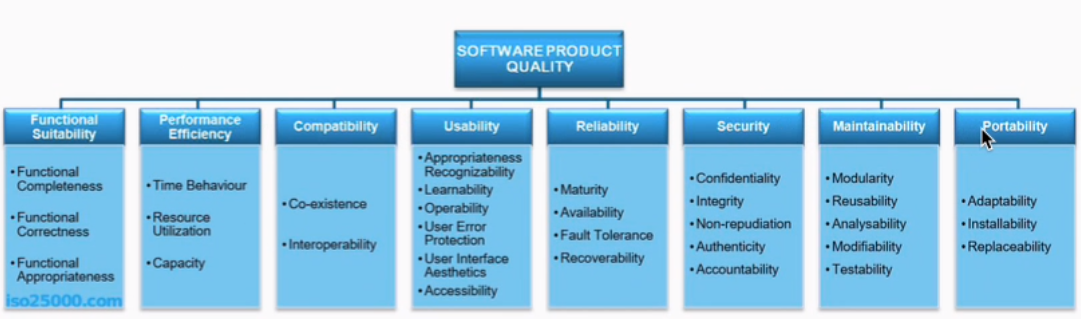 SOFTWARE PRODUCT
QUALITY
Functional
Suitability
• Functional
Completeness
• Functional
Correctness
• Functional
Appropriateness
iso25000.com
Performance
Efficiency
• Time Behaviour
• Resource
Utilization
• Capacity
Compatibility
• Co-existence
• Interoperability
Usability
• Appropriateness
Recognizability
• Learnability
• Operability
• User Error
Protection
• User Interface
Aesthetics
• Accessibility
Reliability
• Maturity
• Availability
• Fault Tolerance
• Recoverability
Security
• Confidentiality
• Integrity
• Non-repudiation
• Authenticity
• Accountability
Maintainability
• Modularity
• Reusability
• Analysability
• Modifiability
• Testability
Portability
• Adaptability
• Installability
• Replaceability